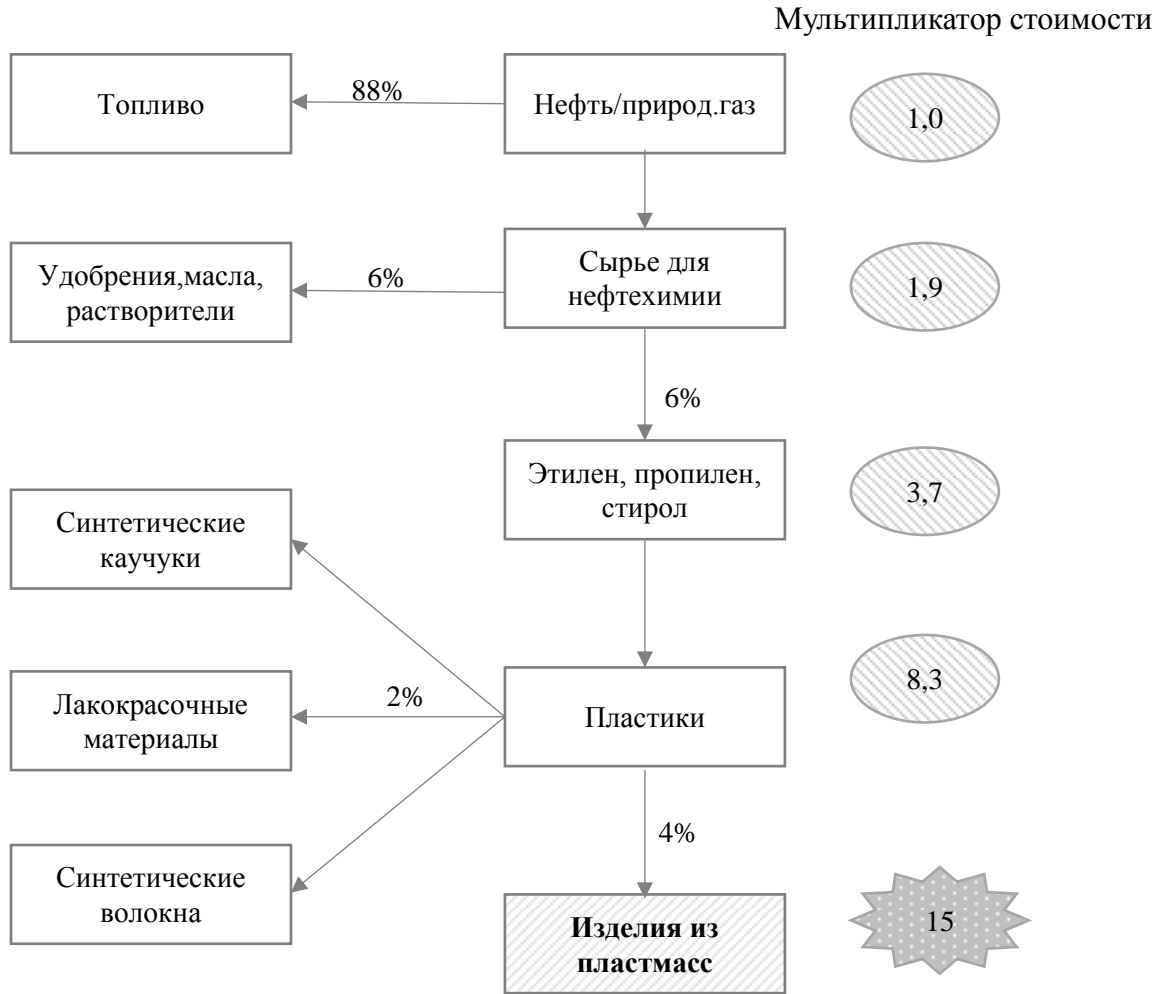 Мультипликатор стоимости
Топливо
88%
Нефть/природ.газ
1,0
Удобрения,масла,
растворители
6%
Сырье для
нефтехимии
1,9
6%
Этилен, пропилен,
стирол
3,7
Синтетические
каучуки
Лакокрасочные
материалы
2%
Пластики
8,3
4%
Синтетические
волокна
Изделия из
пластмасс
15